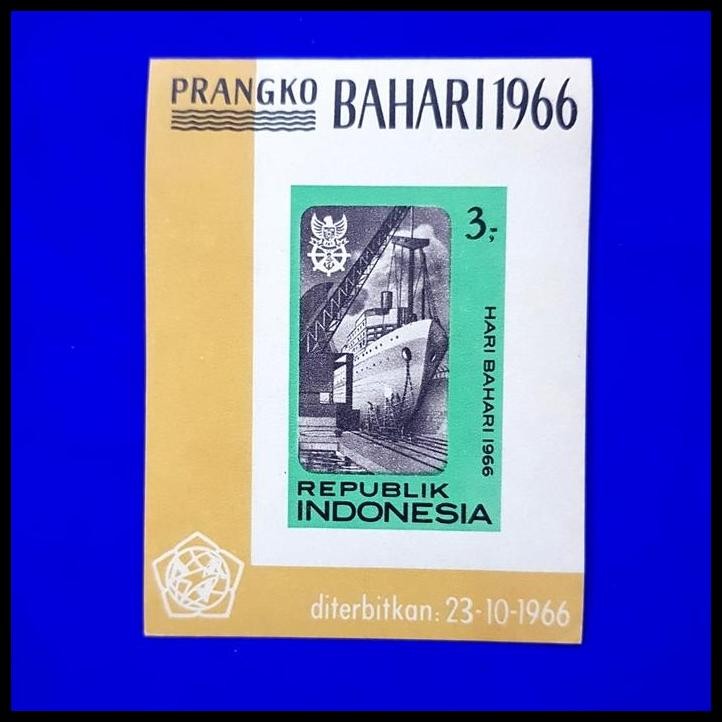 PRANGKO BAHARI 1966
3,-
HARI BAHARI 1966
REPUBLIK
INDONESIA
diterbitkan: 23-10-1966